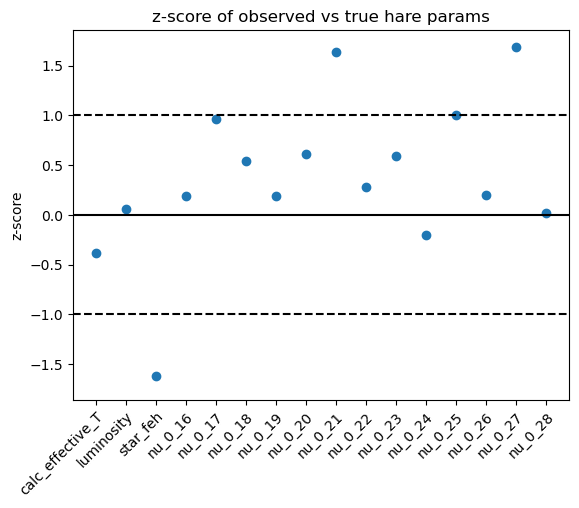 z-score of observed vs true hare params
z-score
1.5
1.0
0.5
0.0
−0.5
−1.0
−1.5
calc_effective_T
luminosity
star_feh
nu_0_16
nu_0_17
nu_0_18
nu_0_19
nu_0_20
nu_0_21
nu_0_22
nu_0_23
nu_0_24
nu_0_25
nu_0_26
nu_0_27
nu_0_28